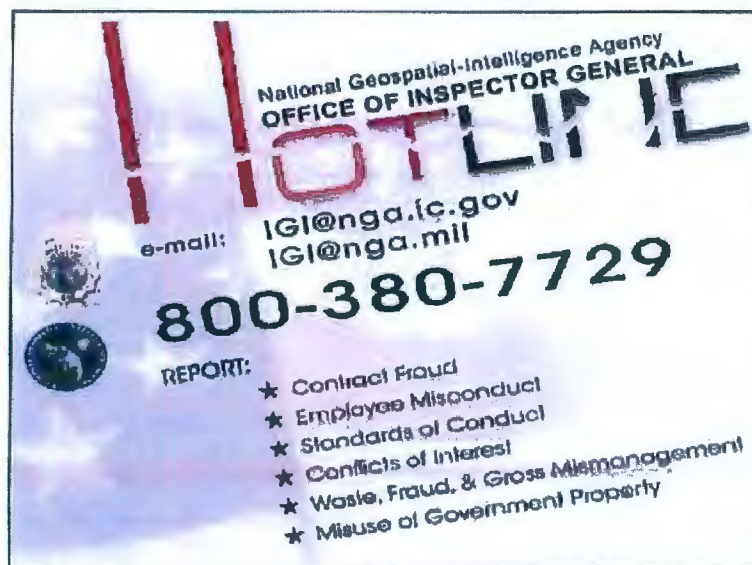 National Geospatial-Intelligence Agency
OFFICE OF INSPECTOR GENERAL
HOTLINE
e-mail: IGI@nga.ic.gov
IGI@nga.mil
800-380-7729
REPORT:
★ Contract Fraud
★ Employee Misconduct
★ Standards of Conduct
★ Conflicts of Interest
★ Waste, Fraud, & Gross Mismanagement
★ Misuse of Government Property